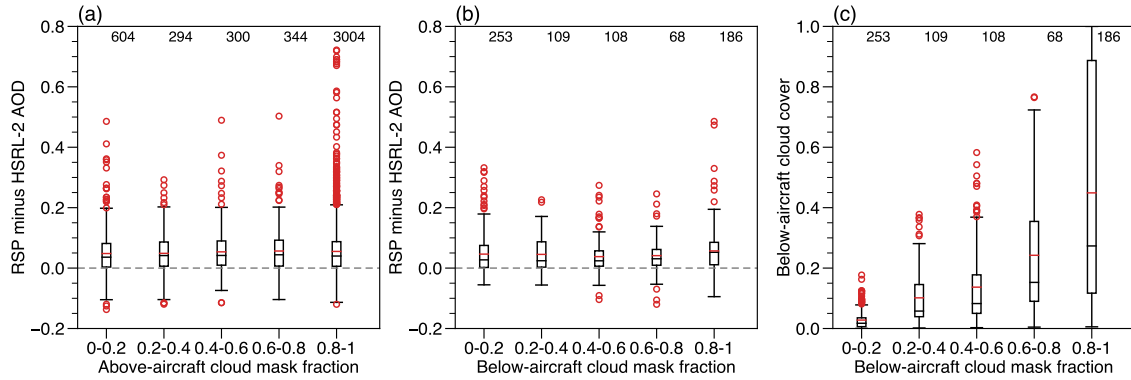 (a)
604 294 300 344 3004
RSP minus HSRL-2 AOD
0.8
0.6
0.4
0.2
0.0
−0.2
0-0.2 0.2-0.4 0.4-0.6 0.6-0.8 0.8-1
Above-aircraft cloud mask fraction
(b)
253 109 108 68 186
RSP minus HSRL-2 AOD
0.8
0.6
0.4
0.2
0.0
−0.2
0-0.2 0.2-0.4 0.4-0.6 0.6-0.8 0.8-1
Below-aircraft cloud mask fraction
(c)
253 109 108 68 186
Below-aircraft cloud cover
1.0
0.8
0.6
0.4
0.2
0.0
0-0.2 0.2-0.4 0.4-0.6 0.6-0.8 0.8-1
Below-aircraft cloud mask fraction